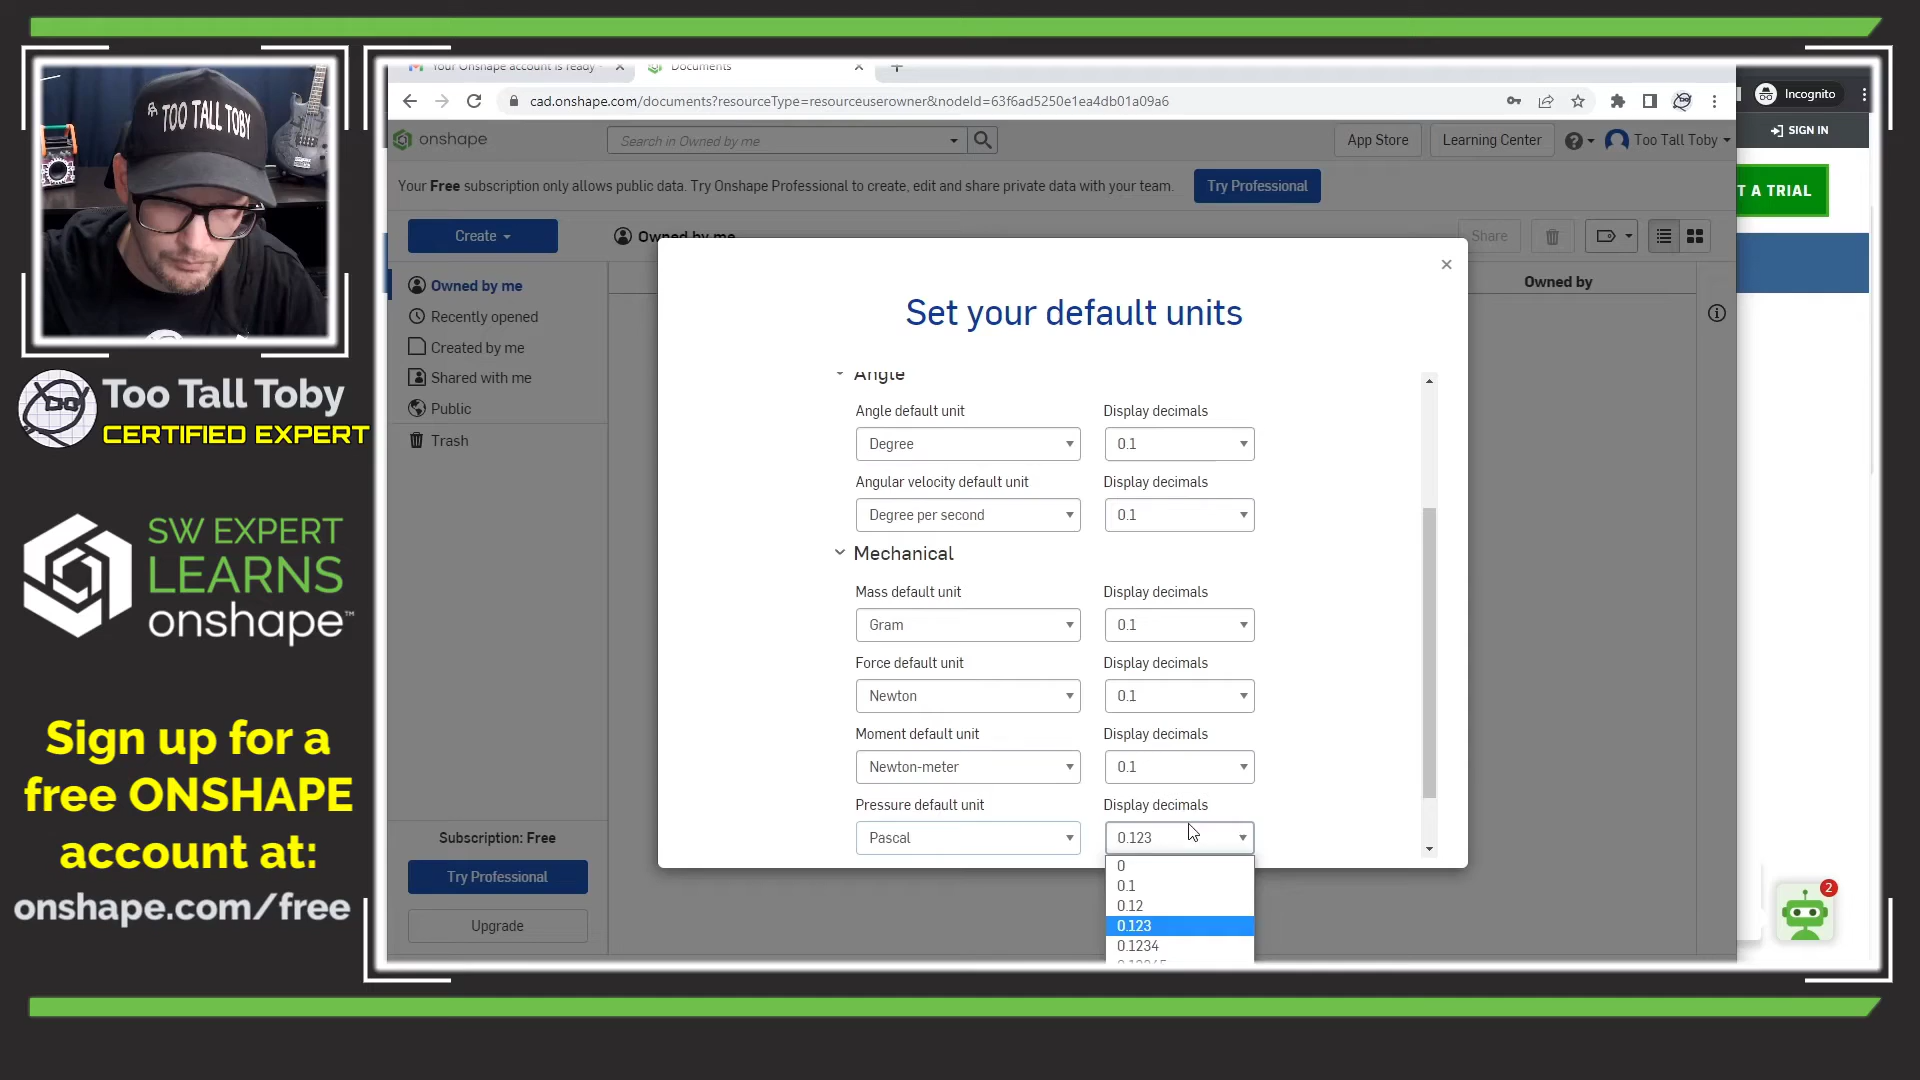 TOO TALL TOBY
Too Tall Toby
CERTIFIED EXPERT
SW EXPERT
LEARNS
onshape™
Sign up for a
free ONSHAPE
account at:
onshape.com/free
Your Onshape account is ready
Documents
cad.onshape.com/documents?resourceType=resourceuserowner&nodeId=63f6ad5250e1ea4db01a09a6
Incognito
onshape
Search in Owned by me
App Store
Learning Center
Too Tall Toby
SIGN IN
Your Free subscription only allows public data. Try Onshape Professional to create, edit and share private data with your team.
Try Professional
T A TRIAL
Create
Owned by me
Share
Owned by me
Recently opened
Created by me
Shared with me
Public
Trash
Owned by
Set your default units
Angle
Angle default unit
Display decimals
Degree
0.1
Angular velocity default unit
Display decimals
Degree per second
0.1
Mechanical
Mass default unit
Display decimals
Gram
0.1
Force default unit
Display decimals
Newton
0.1
Moment default unit
Display decimals
Newton-meter
0.1
Pressure default unit
Display decimals
Pascal
0.123
0
0.1
0.12
0.123
0.1234
Subscription: Free
Try Professional
Upgrade
2